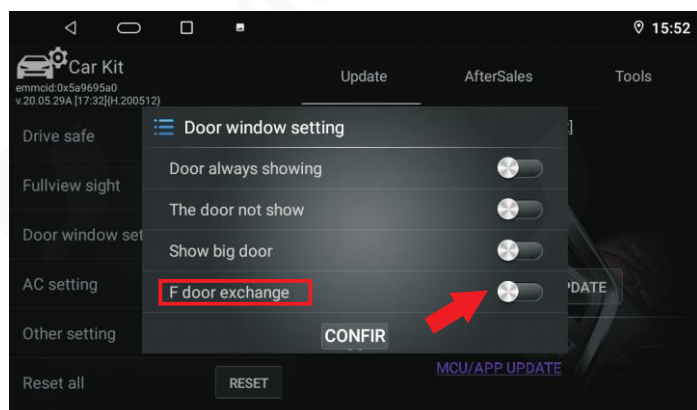 15:52
Car Kit
emmcid:0x5a9695a0
v.20.05.29A [17:32](H.200512)
Update AfterSales Tools
Drive safe
Fullview sight
Door window set
AC setting
Other setting
Reset all RESET
Door window setting
Door always showing
The door not show
Show big door
F door exchange
CONFIR
PDATE
MCU/APP UPDATE